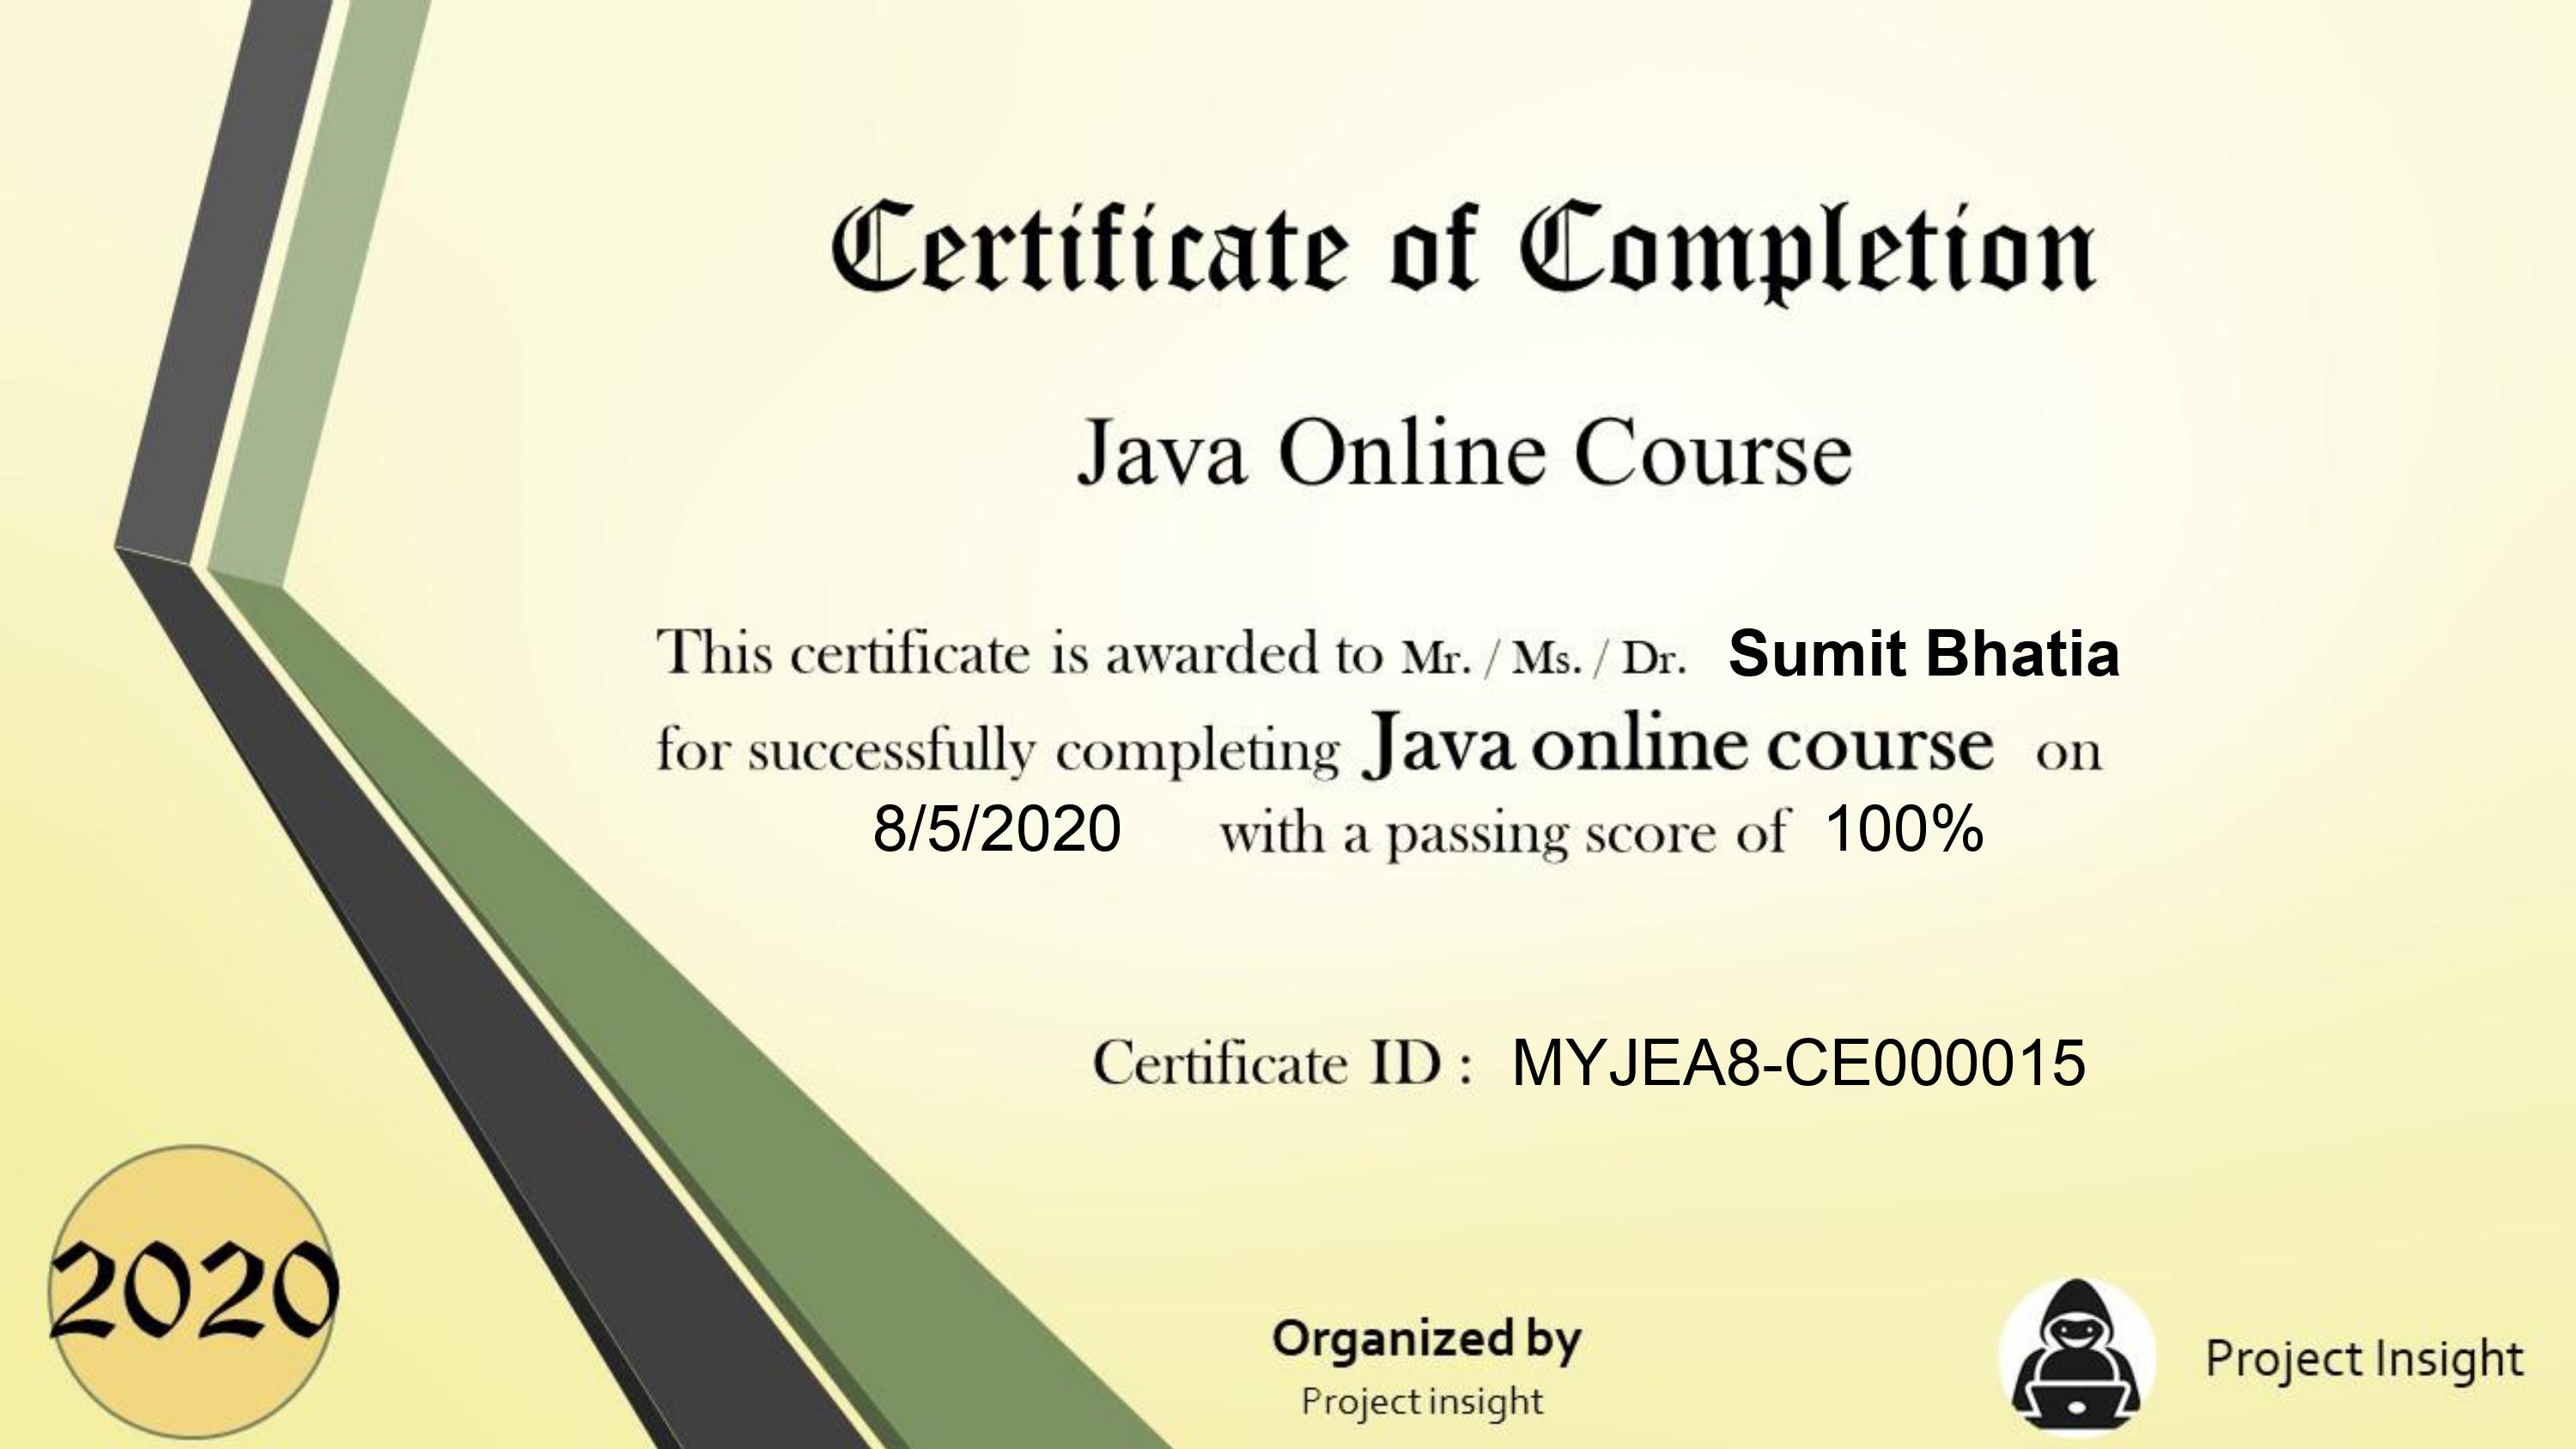 Certificate of Completion
Java Online Course
This certificate is awarded to Mr. / Ms. / Dr. Sumit Bhatia
for successfully completing Java online course on
8/5/2020 with a passing score of 100%
Certificate ID : MYJEA8-CE000015
2020
Organized by
Project insight
Project Insight